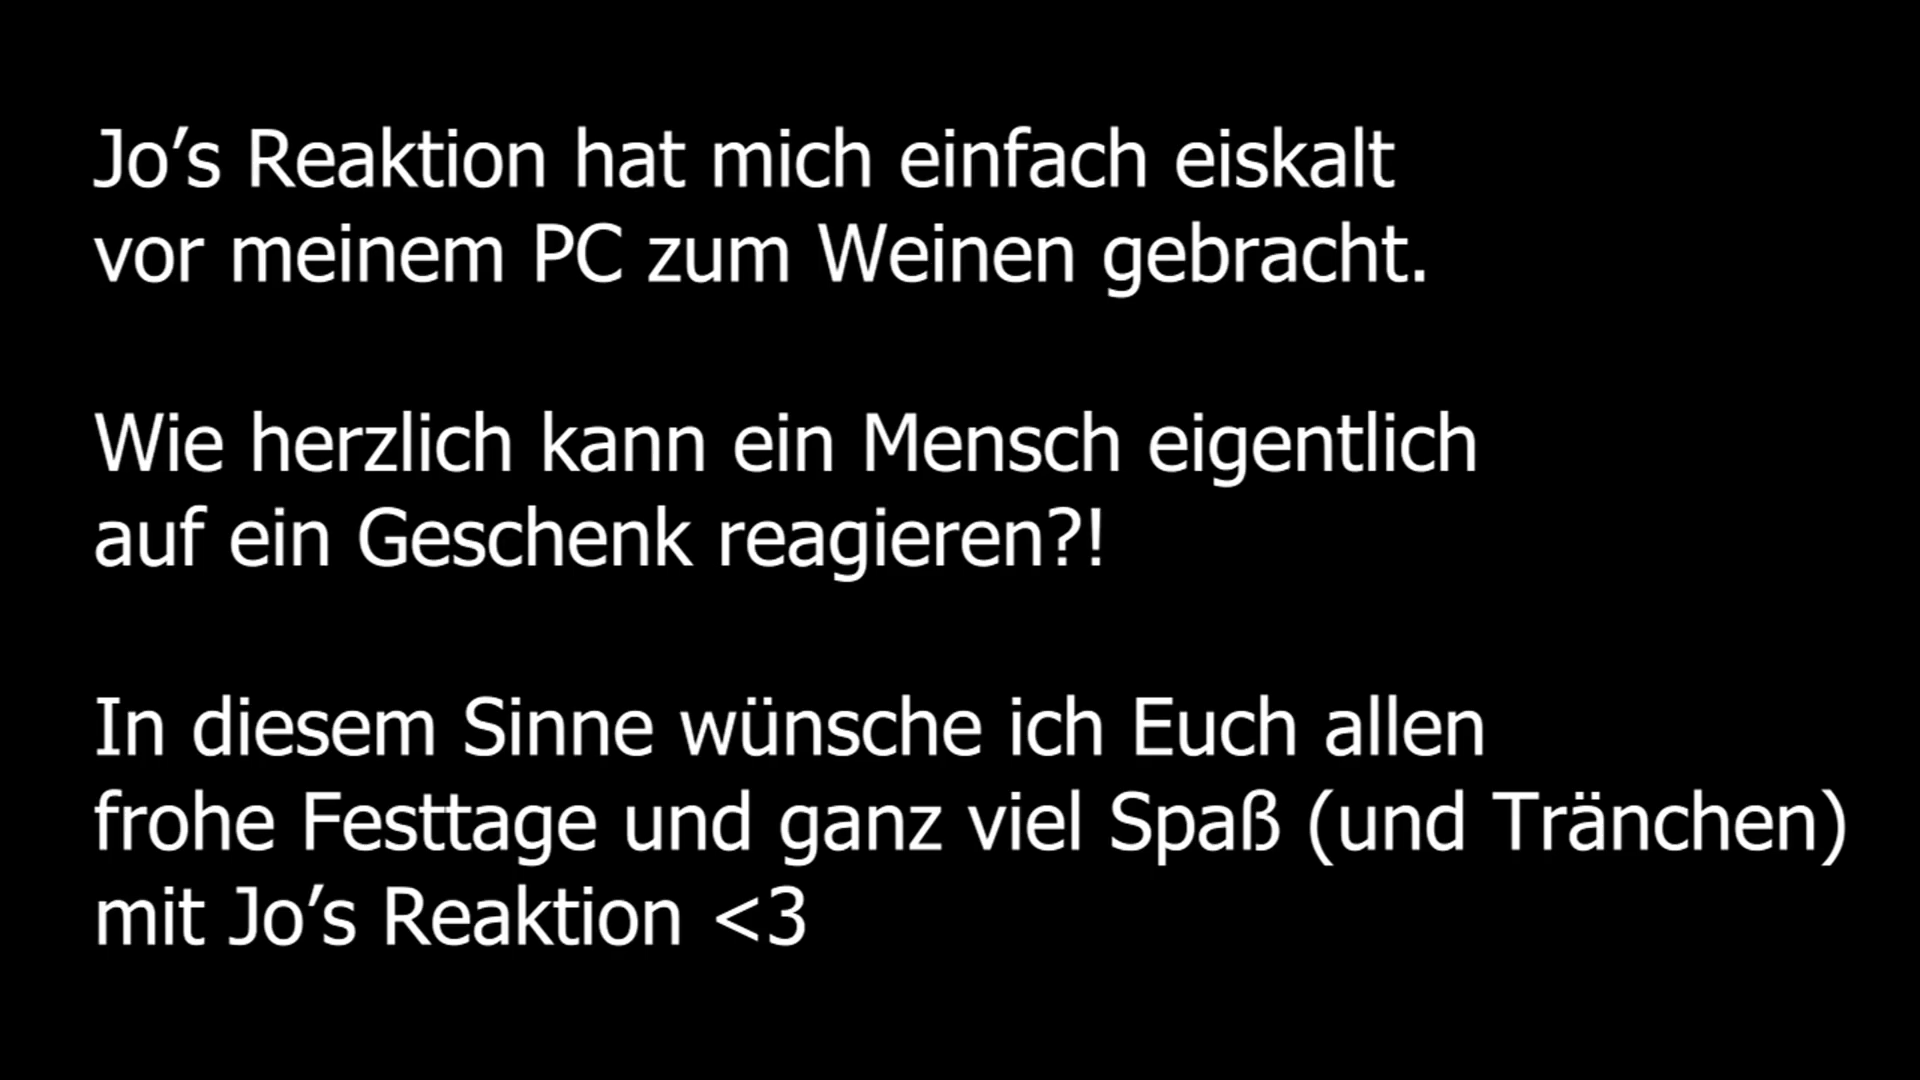 Jo’s Reaktion hat mich einfach eiskalt
vor meinem PC zum Weinen gebracht.
Wie herzlich kann ein Mensch eigentlich
auf ein Geschenk reagieren?!
In diesem Sinne wünsche ich Euch allen
frohe Festtage und ganz viel Spaß (und Tränchen)
mit Jo’s Reaktion <3